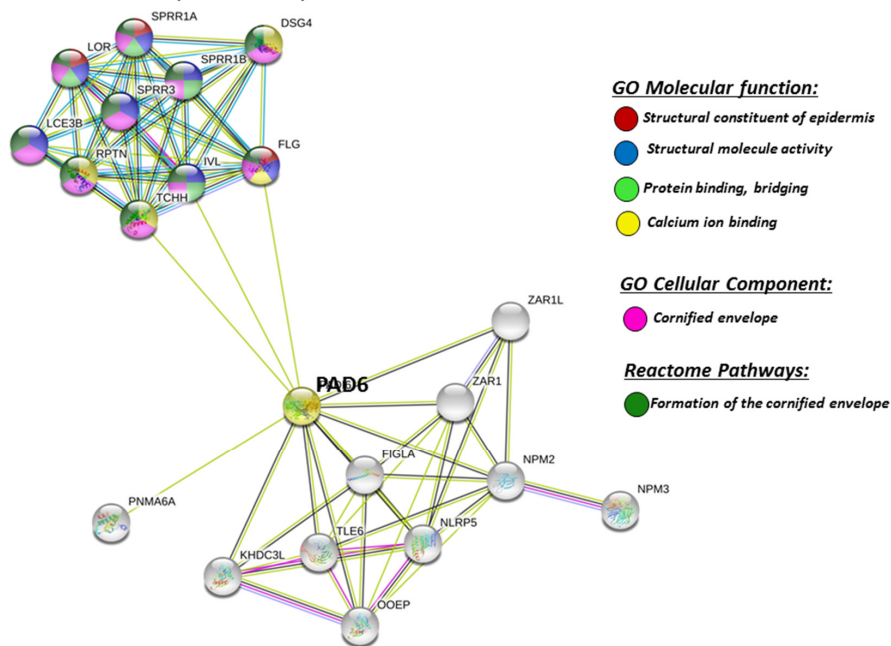 SPRR1A
DSG4
LOR
SPRR1B
SPRR3
LCE3B
FLG
RPTN
IVL
TCHH
GO Molecular function:
Structural constituent of epidermis
Structural molecule activity
Protein binding, bridging
Calcium ion binding
GO Cellular Component:
Cornified envelope
Reactome Pathways:
Formation of the cornified envelope
ZAR1L
ZAR1
PAD6
FIGLA
NPM2
NPM3
PNMA6A
NLRP5
TLE6
KHDC3L
OOEP